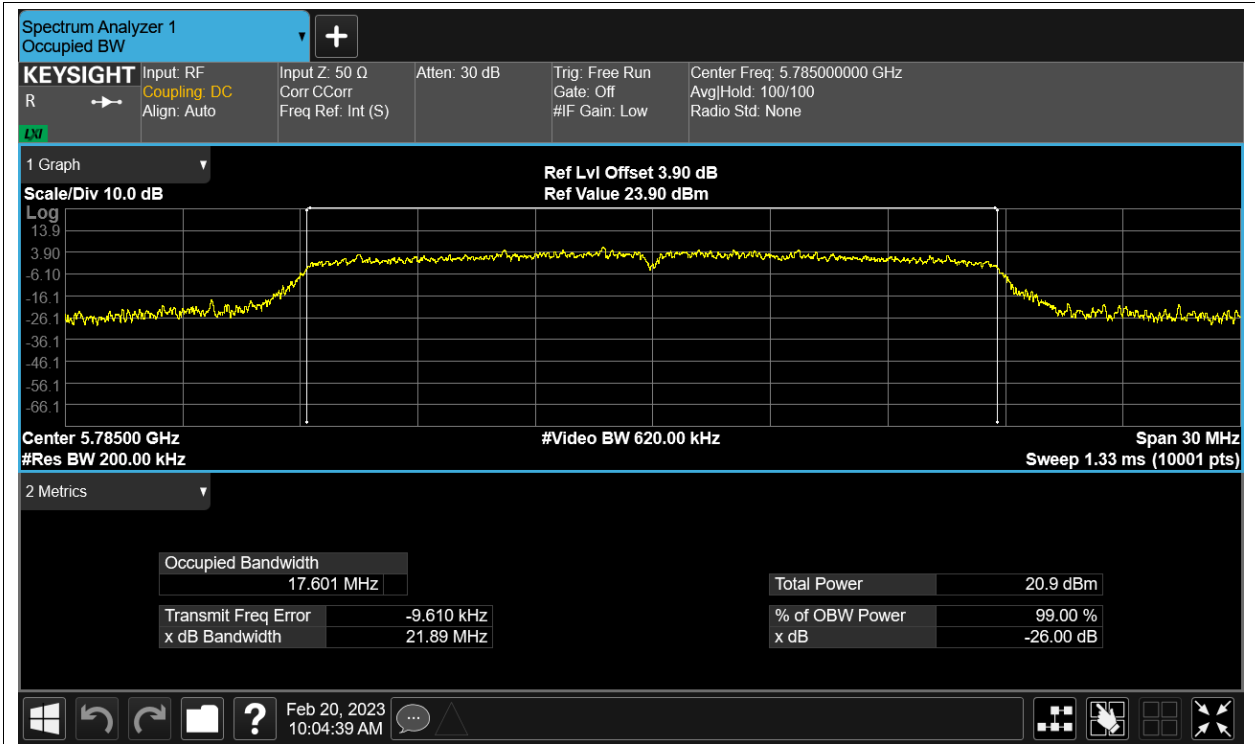 Spectrum Analyzer 1
Occupied BW
▼
+
KEYSIGHT
R
LXI
Input: RF
Coupling: DC
Align: Auto
Input Z: 50 Ω
Corr CCorr
Freq Ref: Int (S)
Atten: 30 dB
Trig: Free Run
Gate: Off
#IF Gain: Low
Center Freq: 5.785000000 GHz
Avg|Hold: 100/100
Radio Std: None
1 Graph ▼
Scale/Div 10.0 dB
Ref Lvl Offset 3.90 dB
Ref Value 23.90 dBm
Log
13.9
3.90
-6.10
-16.1
-26.1
-36.1
-46.1
-56.1
-66.1
Center 5.78500 GHz
#Res BW 200.00 kHz
#Video BW 620.00 kHz
Span 30 MHz
Sweep 1.33 ms (10001 pts)
2 Metrics ▼
Occupied Bandwidth
17.601 MHz
Transmit Freq Error -9.610 kHz
x dB Bandwidth 21.89 MHz
Total Power 20.9 dBm
% of OBW Power 99.00 %
x dB -26.00 dB
?
Feb 20, 2023
10:04:39 AM